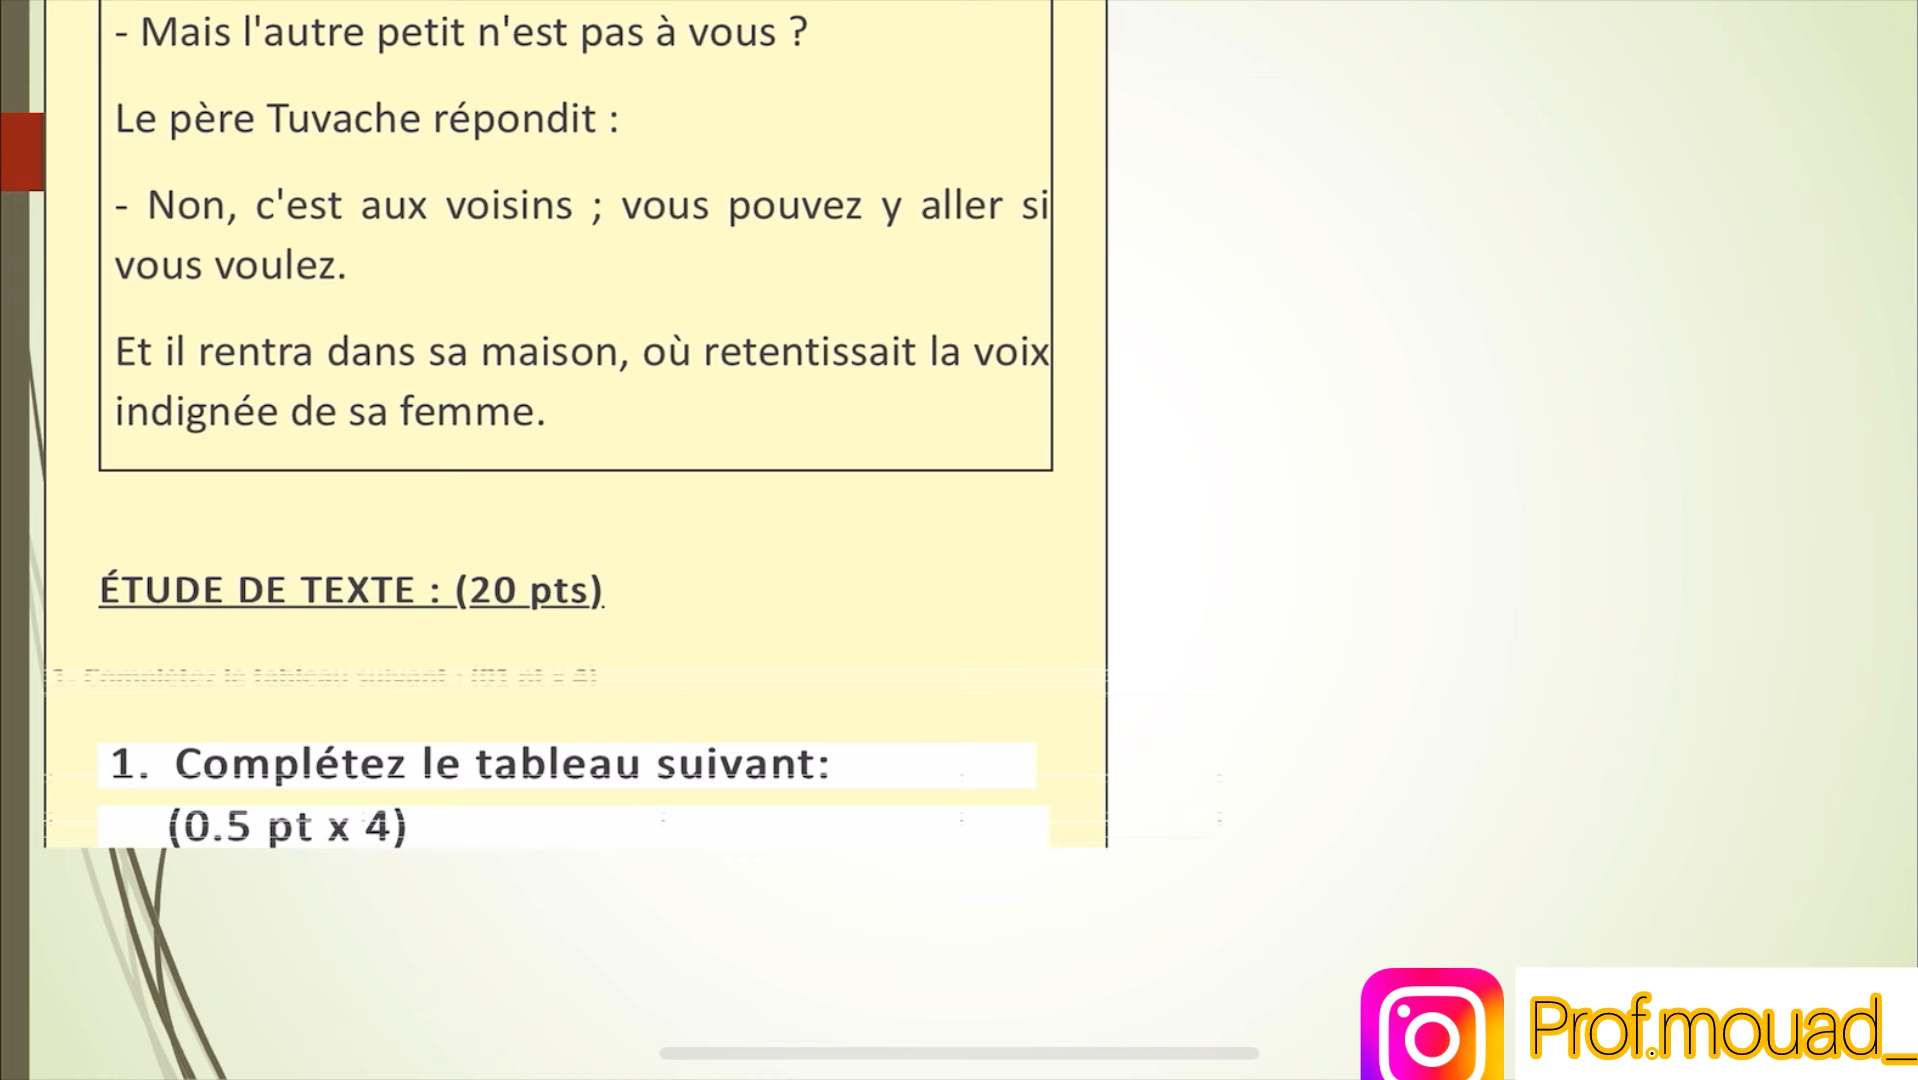 - Mais l'autre petit n'est pas à vous ?
Le père Tuvache répondit :
- Non, c'est aux voisins ; vous pouvez y aller si
vous voulez.
Et il rentra dans sa maison, où retentissait la voix
indignée de sa femme.
ÉTUDE DE TEXTE : (20 pts)
1. Complétez le tableau suivant:
(0.5 pt x 4)
Prof.mouad_